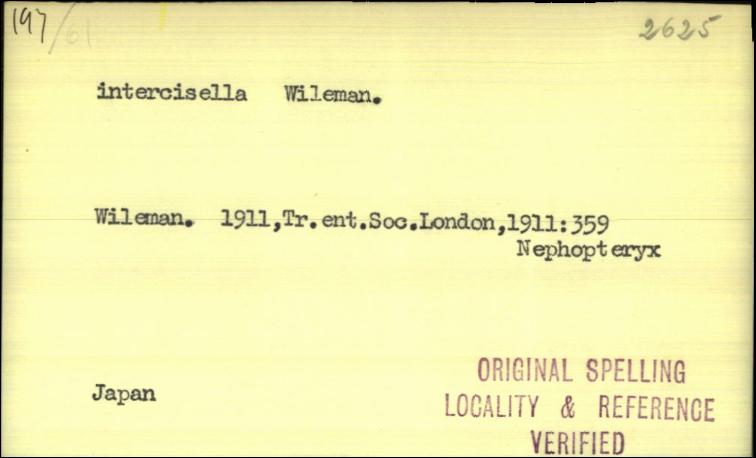 197/61
2625
intercisella Wileman.
Wileman. 1911,Tr.ent.Soc.London,1911:359
Nephopteryx
Japan
ORIGINAL SPELLING
LOCALITY & REFERENCE
VERIFIED